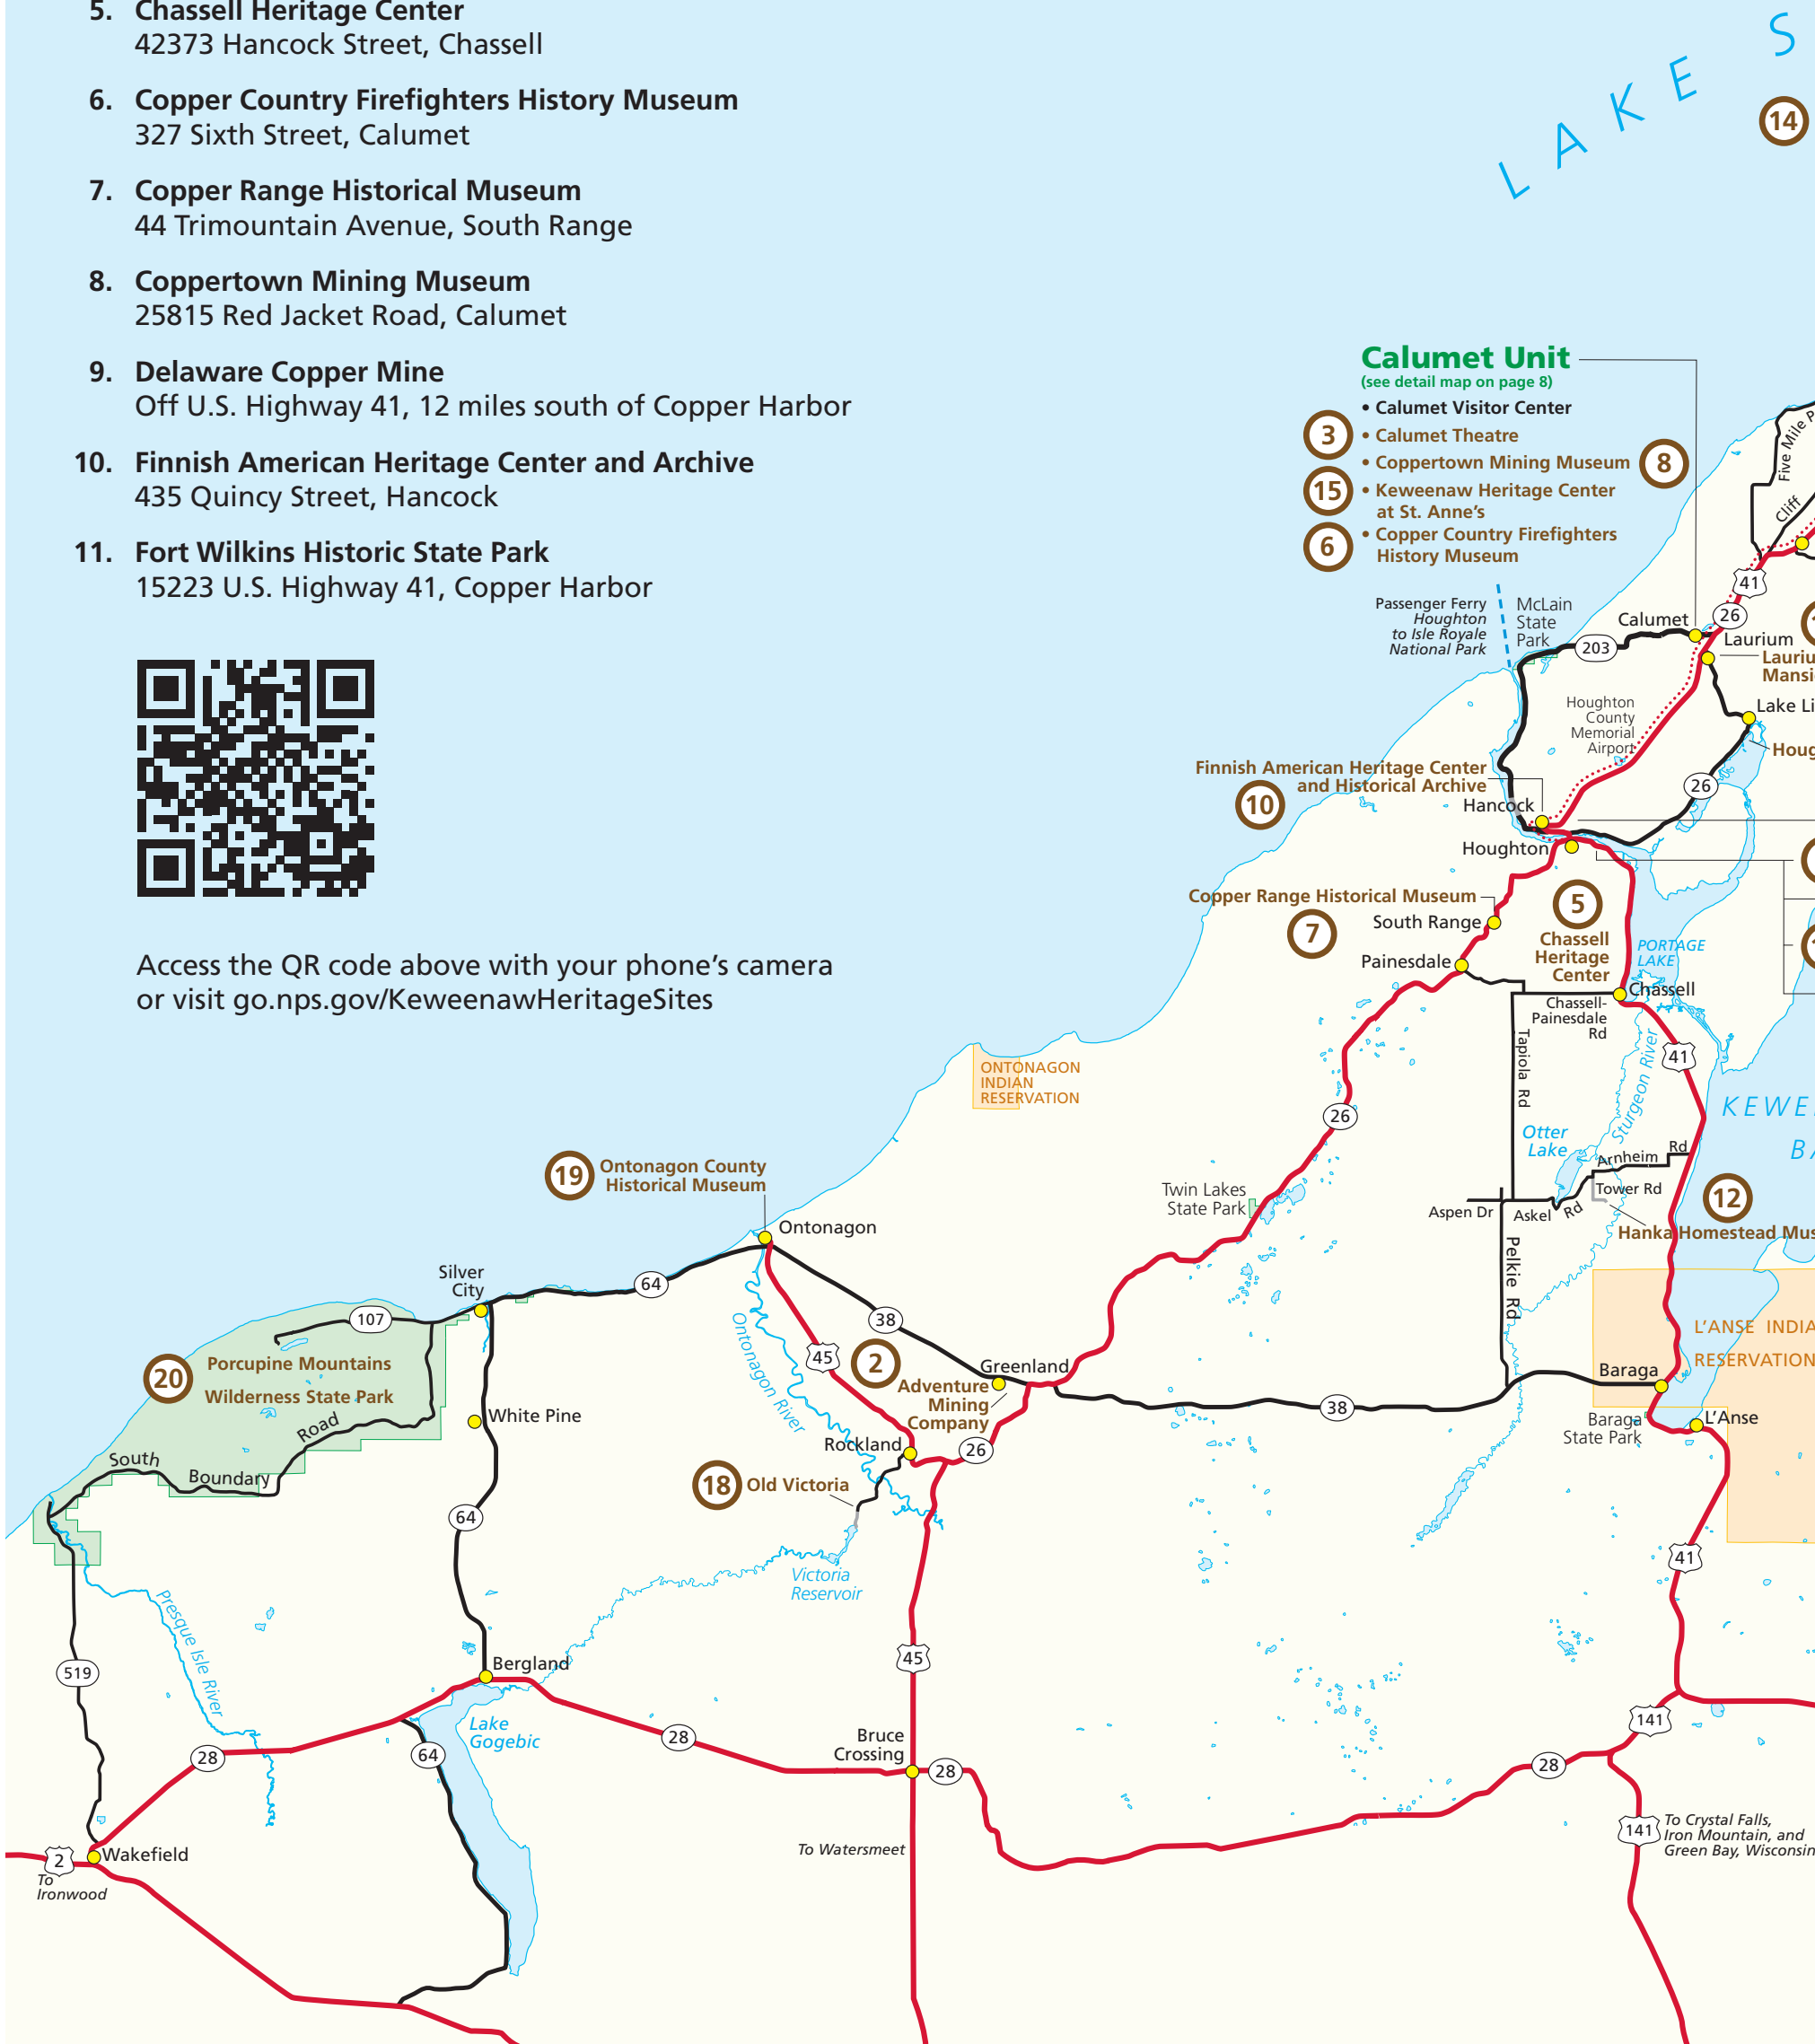 5. Chassell Heritage Center
42373 Hancock Street, Chassell
6. Copper Country Firefighters History Museum
327 Sixth Street, Calumet
7. Copper Range Historical Museum
44 Trimountain Avenue, South Range
8. Coppertown Mining Museum
25815 Red Jacket Road, Calumet
9. Delaware Copper Mine
Off U.S. Highway 41, 12 miles south of Copper Harbor
10. Finnish American Heritage Center and Archive
435 Quincy Street, Hancock
11. Fort Wilkins Historic State Park
15223 U.S. Highway 41, Copper Harbor
Access the QR code above with your phone’s camera
or visit go.nps.gov/KeweenawHeritageSites
LAKE S
14
Calumet Unit
(see detail map on page 8)
• Calumet Visitor Center
3 • Calumet Theatre
• Coppertown Mining Museum 8
15 • Keweenaw Heritage Center
at St. Anne’s
6 • Copper Country Firefighters
History Museum
Five Mile P
Cliff
41
26
Passenger Ferry
Houghton
to Isle Royale
National Park
McLain
State
Park
203
Calumet
Laurium
Lauriu
Mansi
Lake Li
Houghton
County
Memorial
Airport
Houg
26
Finnish American Heritage Center
and Historical Archive
10
Hancock
Houghton
Copper Range Historical Museum
7
South Range
5
Chassell
Heritage
Center
PORTAGE
LAKE
Painesdale
Chassell
Chassell-
Painesdale
Rd
Tapiola Rd
Sturgeon River
41
KEWE
BA
26
Otter
Lake
Arnheim Rd
Tower Rd
12
Hanka Homestead Mus
Aspen Dr
Askel Rd
Pelkie Rd
Twin Lakes
State Park
ONTONAGON
INDIAN
RESERVATION
19
Ontonagon County
Historical Museum
Ontonagon
Silver
City
64
107
20
Porcupine Mountains
Wilderness State Park
South Boundary Road
White Pine
Ontonagon River
45
38
2
Adventure
Mining
Company
Greenland
38
L’ANSE INDIA
RESERVATION
Baraga
Baraga
State Park
L’Anse
Rockland
26
18
Old Victoria
64
Victoria
Reservoir
41
Presque Isle River
519
Bergland
45
Lake
Gogebic
28
64
28
Bruce
Crossing
28
141
28
To Watersmeet
141
To Crystal Falls,
Iron Mountain, and
Green Bay, Wisconsin
2
Wakefield
To
Ironwood